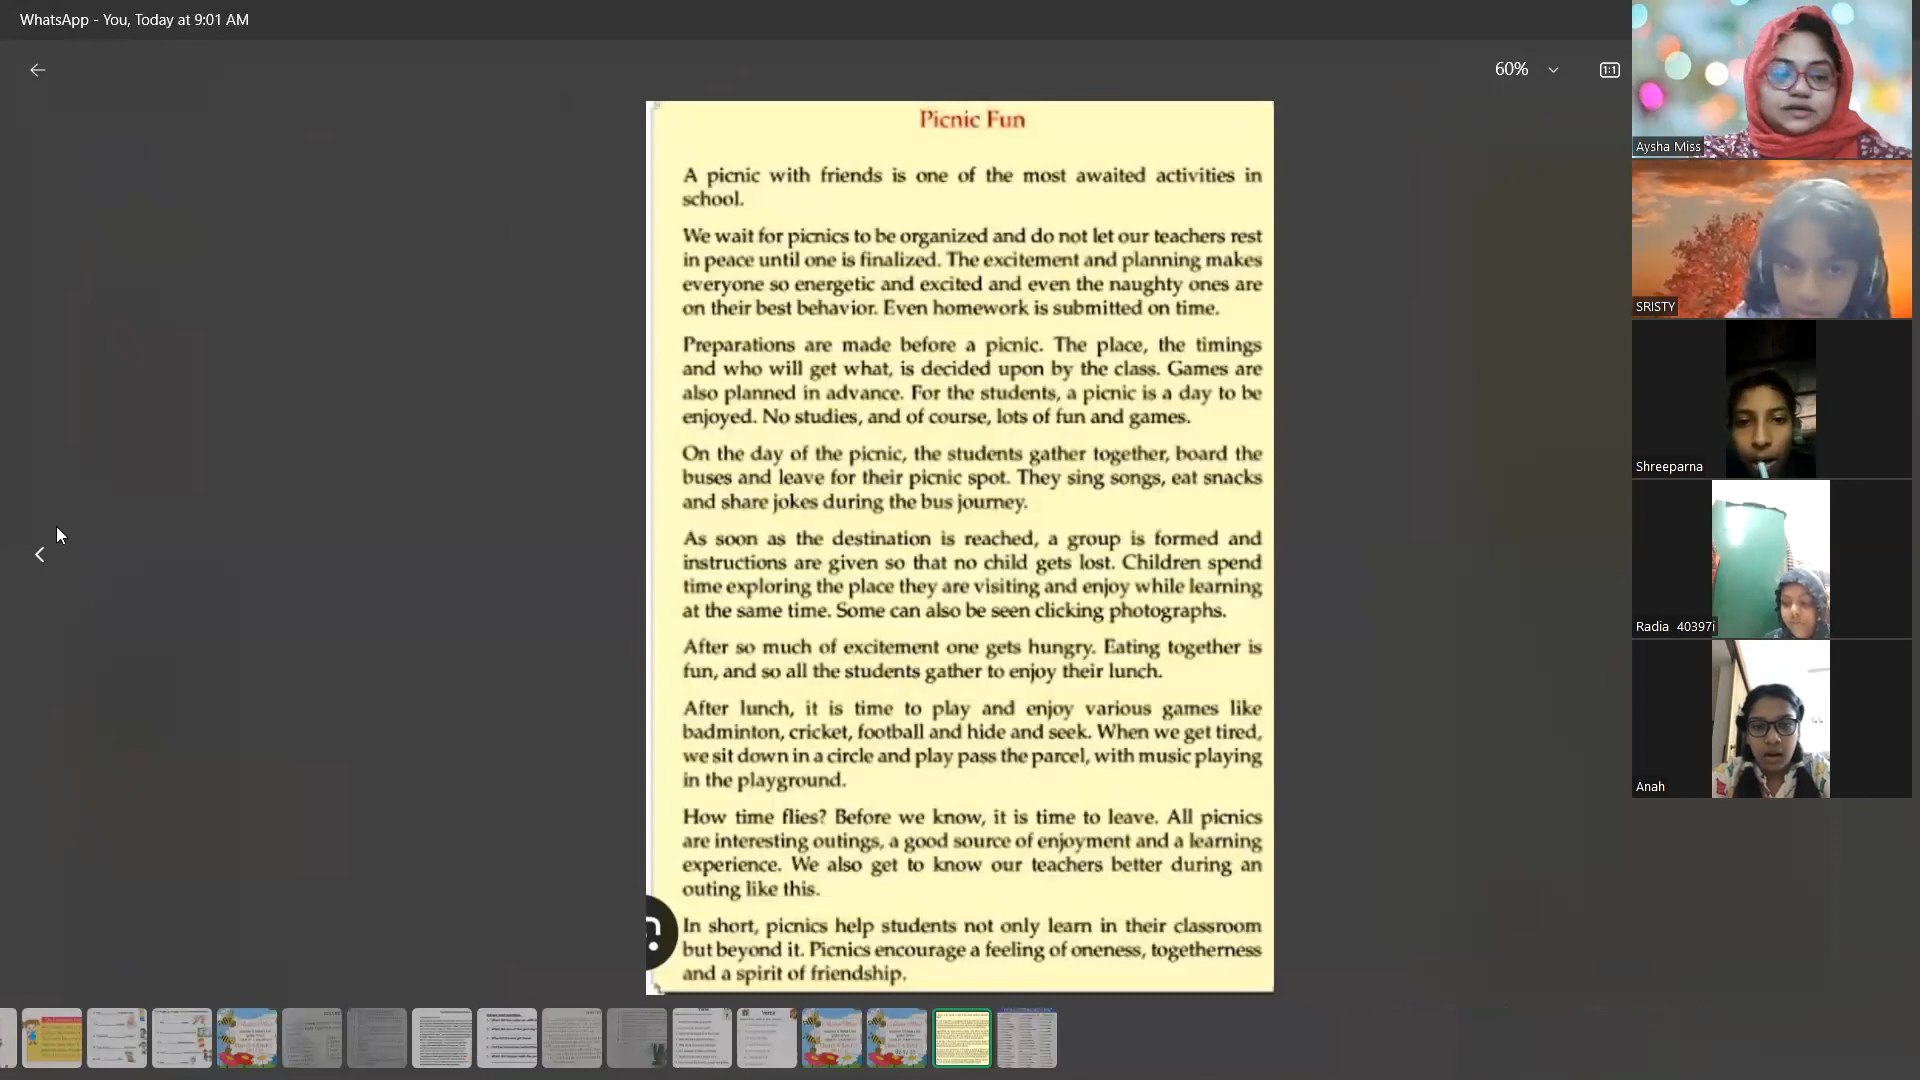 WhatsApp - You, Today at 9:01 AM
60%
1:1
Picnic Fun
A picnic with friends is one of the most awaited activities in
school.
We wait for picnics to be organized and do not let our teachers rest
in peace until one is finalized. The excitement and planning makes
everyone so energetic and excited and even the naughty ones are
on their best behavior. Even homework is submitted on time.
Preparations are made before a picnic. The place, the timings
and who will get what, is decided upon by the class. Games are
also planned in advance. For the students, a picnic is a day to be
enjoyed. No studies, and of course, lots of fun and games.
On the day of the picnic, the students gather together, board the
buses and leave for their picnic spot. They sing songs, eat snacks
and share jokes during the bus journey.
As soon as the destination is reached, a group is formed and
instructions are given so that no child gets lost. Children spend
time exploring the place they are visiting and enjoy while learning
at the same time. Some can also be seen clicking photographs.
After so much of excitement one gets hungry. Eating together is
fun, and so all the students gather to enjoy their lunch.
After lunch, it is time to play and enjoy various games like
badminton, cricket, football and hide and seek. When we get tired,
we sit down in a circle and play pass the parcel, with music playing
in the playground.
How time flies? Before we know, it is time to leave. All picnics
are interesting outings, a good source of enjoyment and a learning
experience. We also get to know our teachers better during an
outing like this.
In short, picnics help students not only learn in their classroom
but beyond it. Picnics encourage a feeling of oneness, togetherness
and a spirit of friendship.
Aysha Miss
SRISTY
Shreeparna
Radia 40397i
Anah